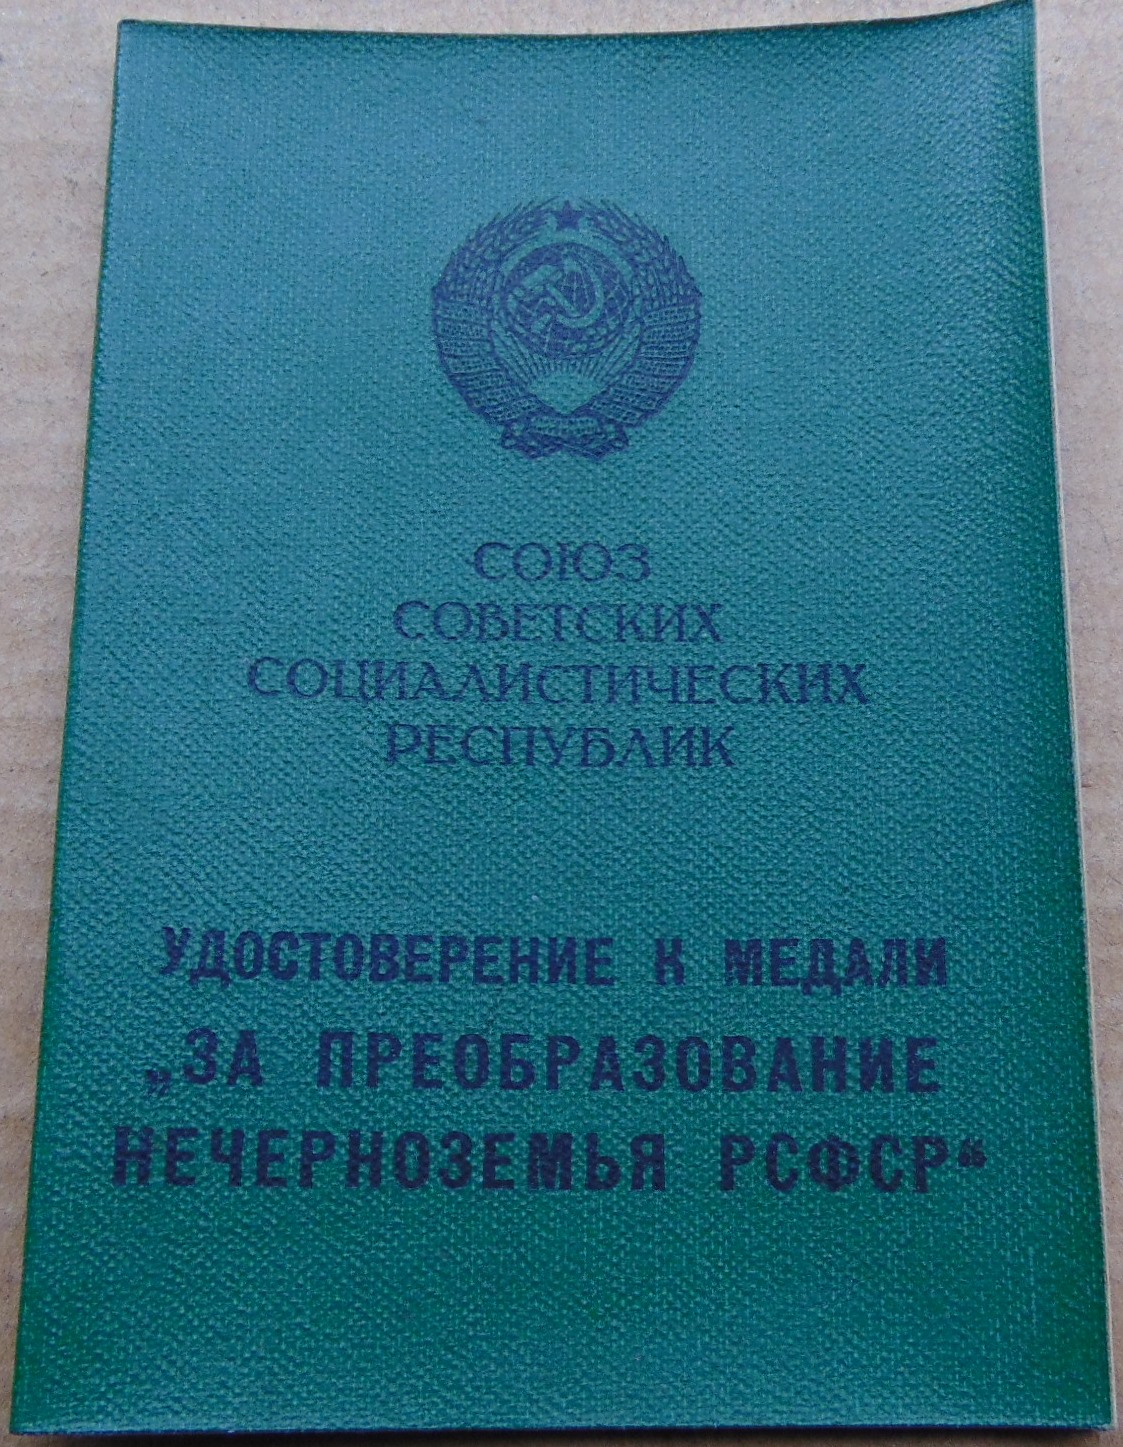 СОЮЗ
СОВЕТСКИХ
СОЦИАЛИСТИЧЕСКИХ
РЕСПУБЛИК
УДОСТОВЕРЕНИЕ К МЕДАЛИ
„ЗА ПРЕОБРАЗОВАНИЕ
НЕЧЕРНОЗЕМЬЯ РСФСР“